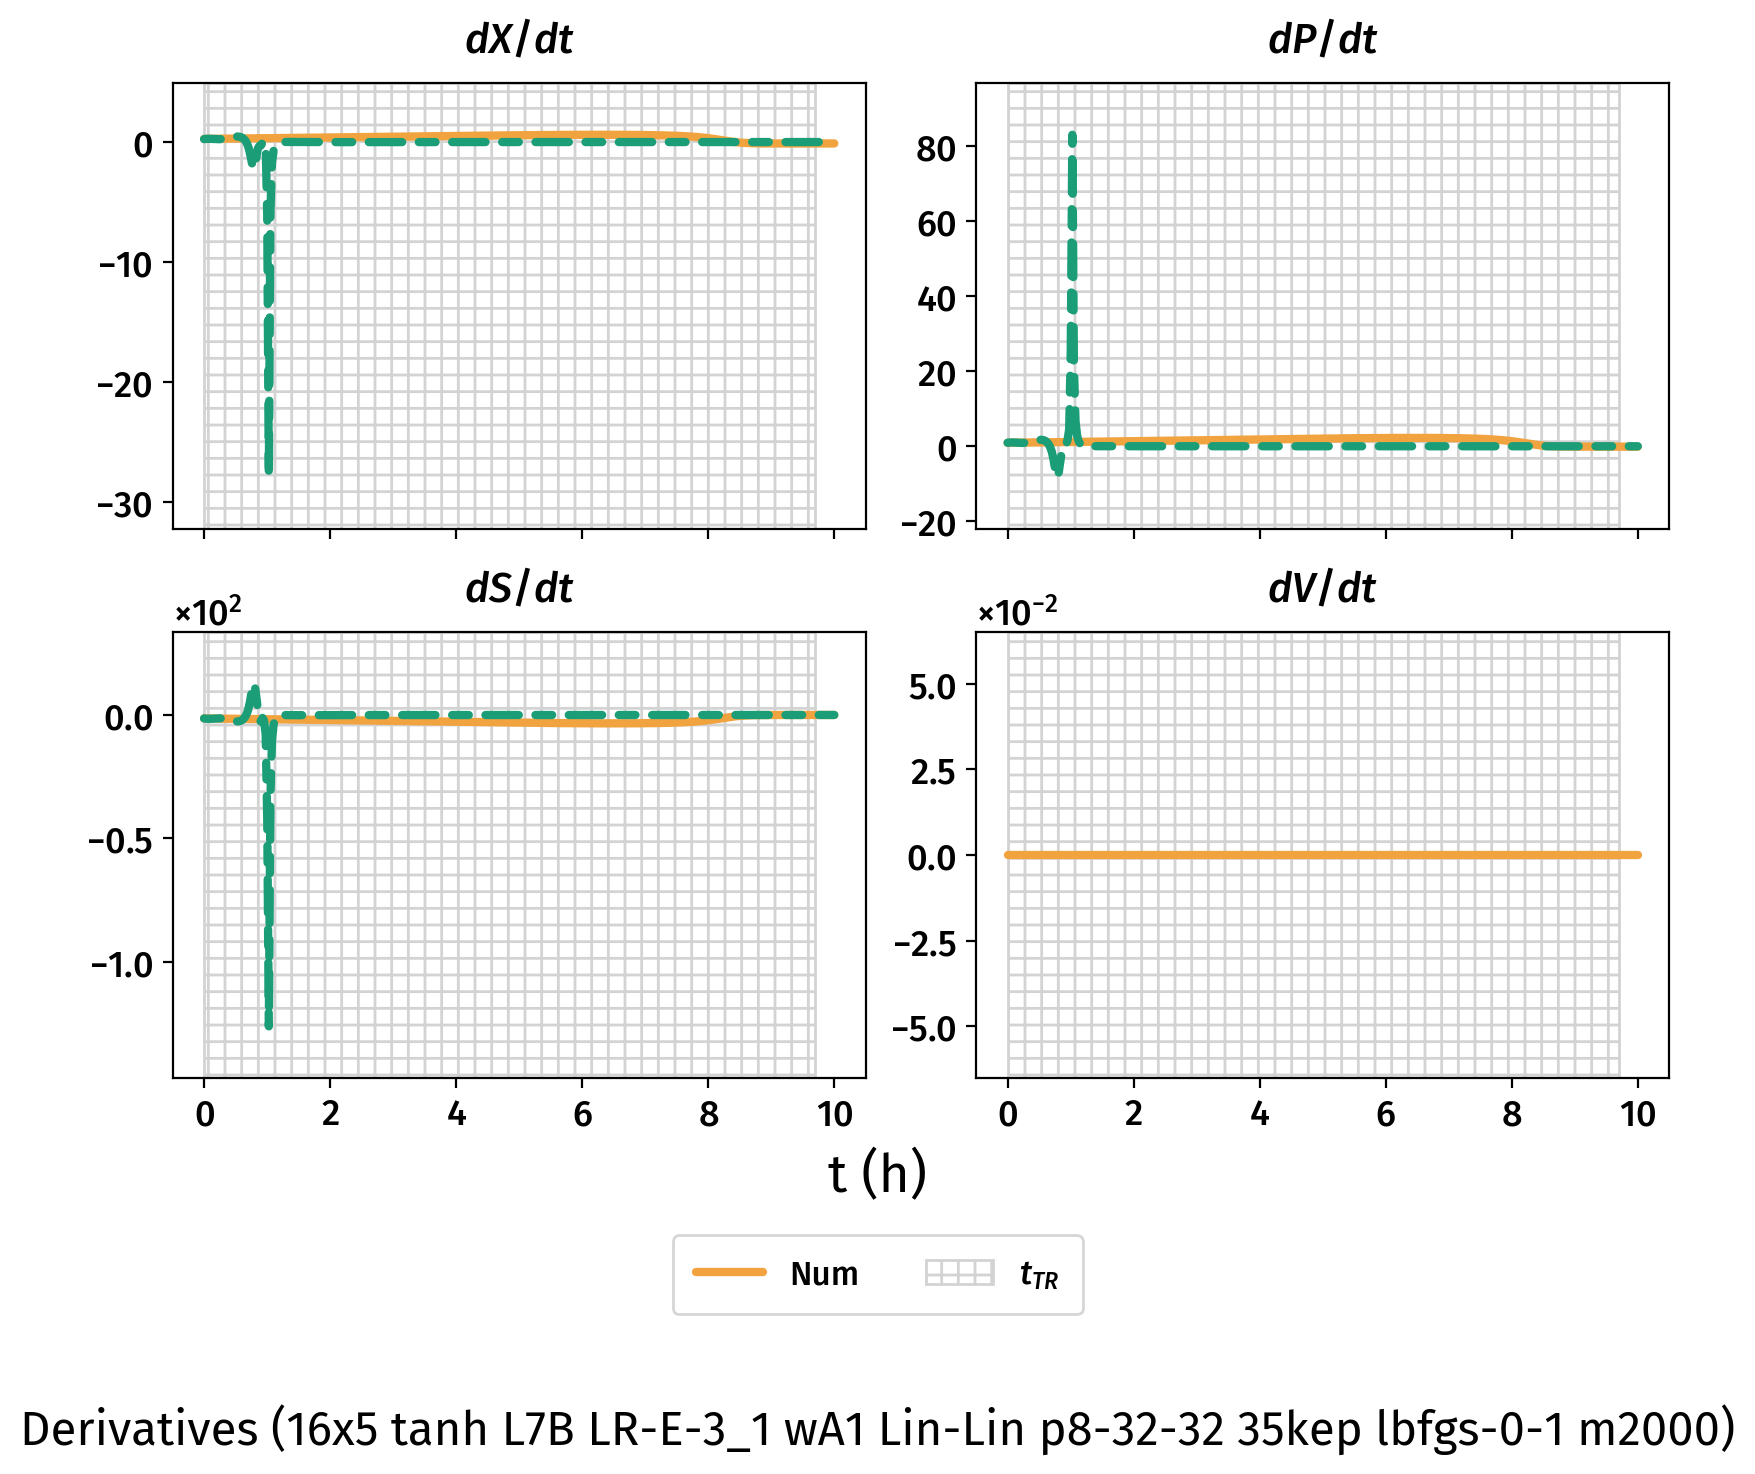 dX/dt
dP/dt
0
−10
−20
−30
80
60
40
20
0
−20
dS/dt
×10²
dV/dt
×10⁻²
0.0
−0.5
−1.0
5.0
2.5
0.0
−2.5
−5.0
0 2 4 6 8 10
0 2 4 6 8 10
t (h)
Num t_TR
Derivatives (16x5 tanh L7B LR-E-3_1 wA1 Lin-Lin p8-32-32 35kep lbfgs-0-1 m2000)